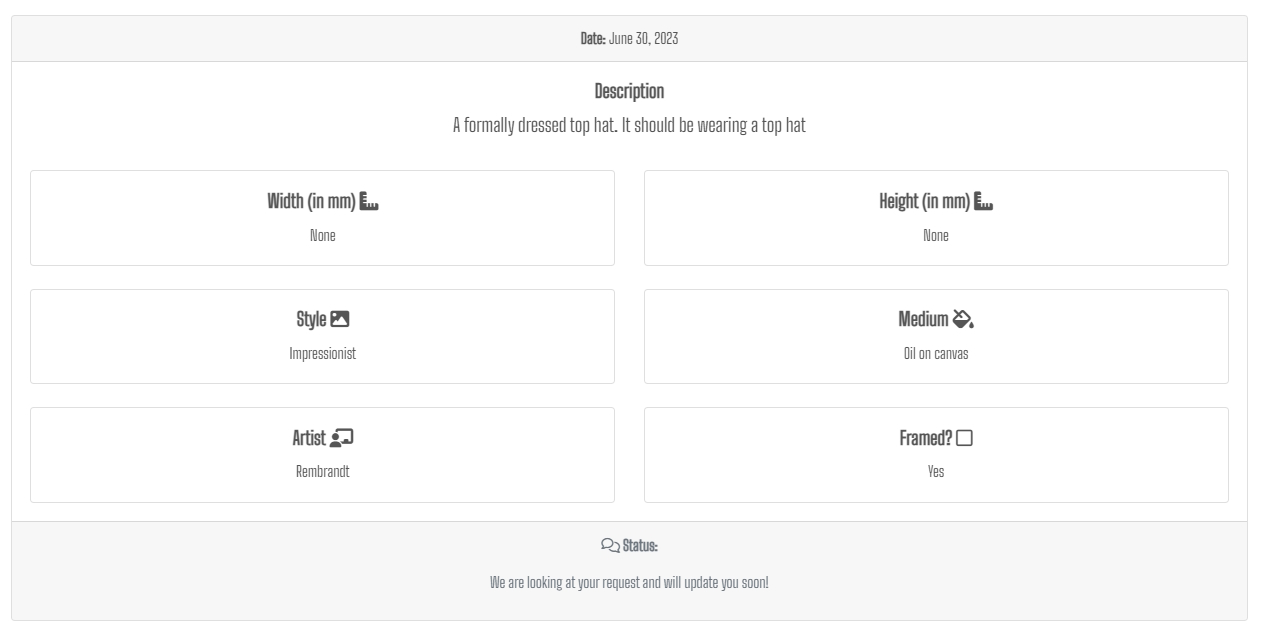 Date: June 30, 2023
Description
A formally dressed top hat. It should be wearing a top hat
Width (in mm)
Height (in mm)
None
None
Style
Medium
Impressionist
Oil on canvas
Artist
Framed?
Rembrandt
Yes
Status:
We are looking at your request and will update you soon!